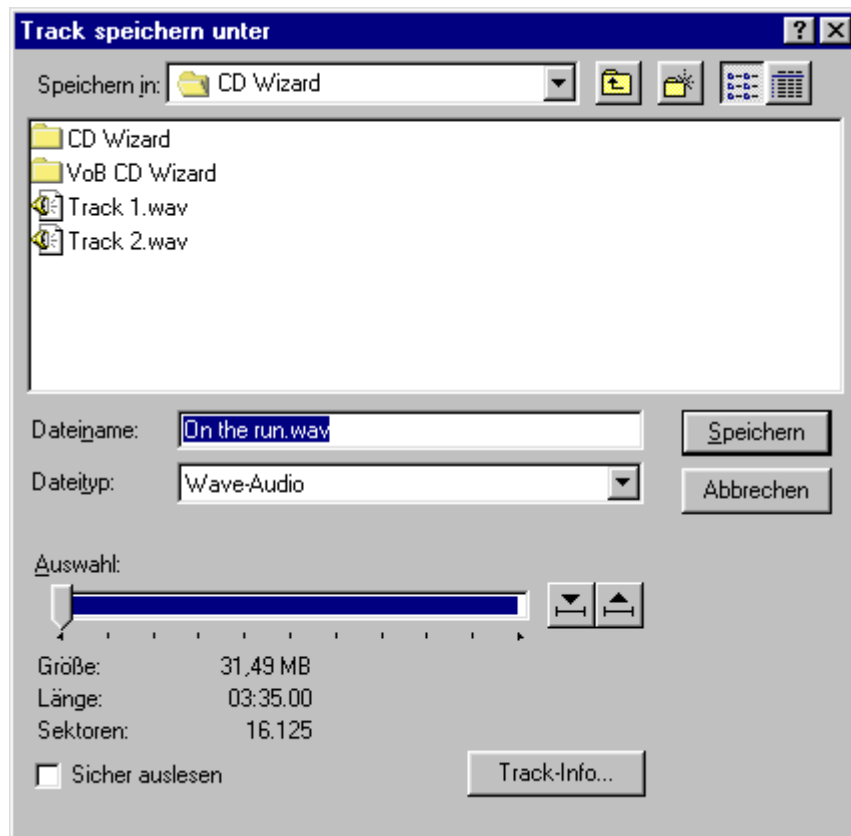 Track speichern unter
Speichern in: CD Wizard
CD Wizard
VoB CD Wizard
Track 1.wav
Track 2.wav
Dateiname: On the run.wav Speichern
Dateityp: Wave-Audio Abbrechen
Auswahl:
Größe: 31,49 MB
Länge: 03:35.00
Sektoren: 16.125
Sicher auslesen Track-Info...